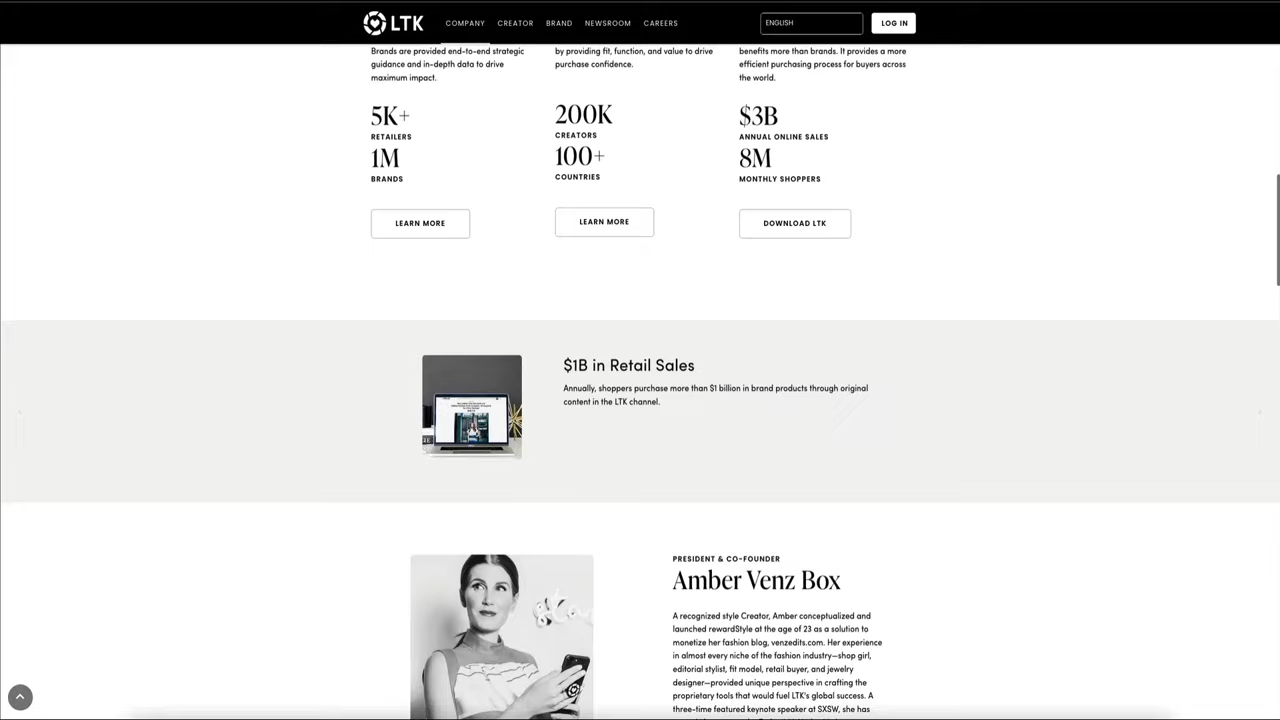 LTK
COMPANY
CREATOR
BRAND
NEWSROOM
CAREERS
ENGLISH
LOG IN
Brands are provided end-to-end strategic
guidance and in-depth data to drive
maximum impact.
5K+
RETAILERS
1M
BRANDS
LEARN MORE
by providing fit, function, and value to drive
purchase confidence.
200K
CREATORS
100+
COUNTRIES
LEARN MORE
benefits more than brands. It provides a more
efficient purchasing process for buyers across
the world.
$3B
ANNUAL ONLINE SALES
8M
MONTHLY SHOPPERS
DOWNLOAD LTK
$1B in Retail Sales
Annually, shoppers purchase more than $1 billion in brand products through original
content in the LTK channel.
PRESIDENT & CO-FOUNDER
Amber Venz Box
A recognized style Creator, Amber conceptualized and
launched rewardStyle at the age of 23 as a solution to
monetize her fashion blog, venzedits.com. Her experience
in almost every niche of the fashion industry—shop girl,
editorial stylist, fit model, retail buyer, and jewelry
designer—provided unique perspective in crafting the
proprietary tools that would fuel LTK's global success. A
three-time featured keynote speaker at SXSW, she has